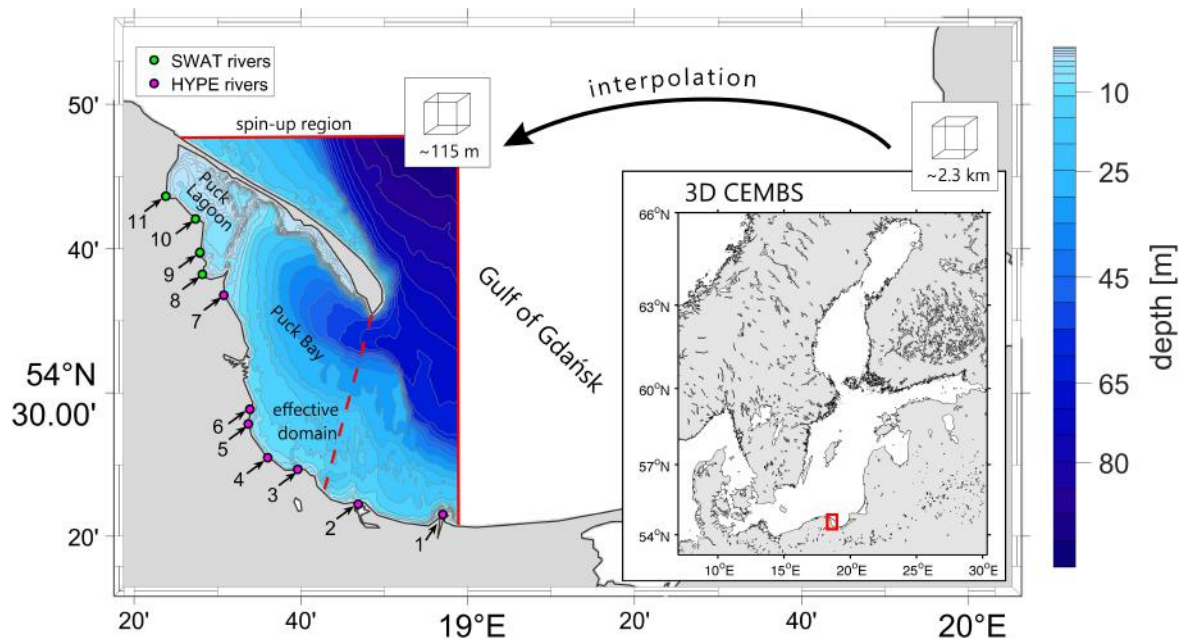 SWAT rivers
HYPE rivers
interpolation
spin-up region
~115 m
~2.3 km
3D CEMBS
66°N
63°N
60°N
57°N
54°N
10°E
15°E
20°E
25°E
30°E
Puck
Lagoon
Puck Bay
effective
domain
Gulf of Gdańsk
11
10
9
8
7
6
5
4
3
2
1
50'
40'
54°N
30.00'
20'
20'
40'
19°E
20'
40'
20°E
10
25
45
65
80
depth [m]